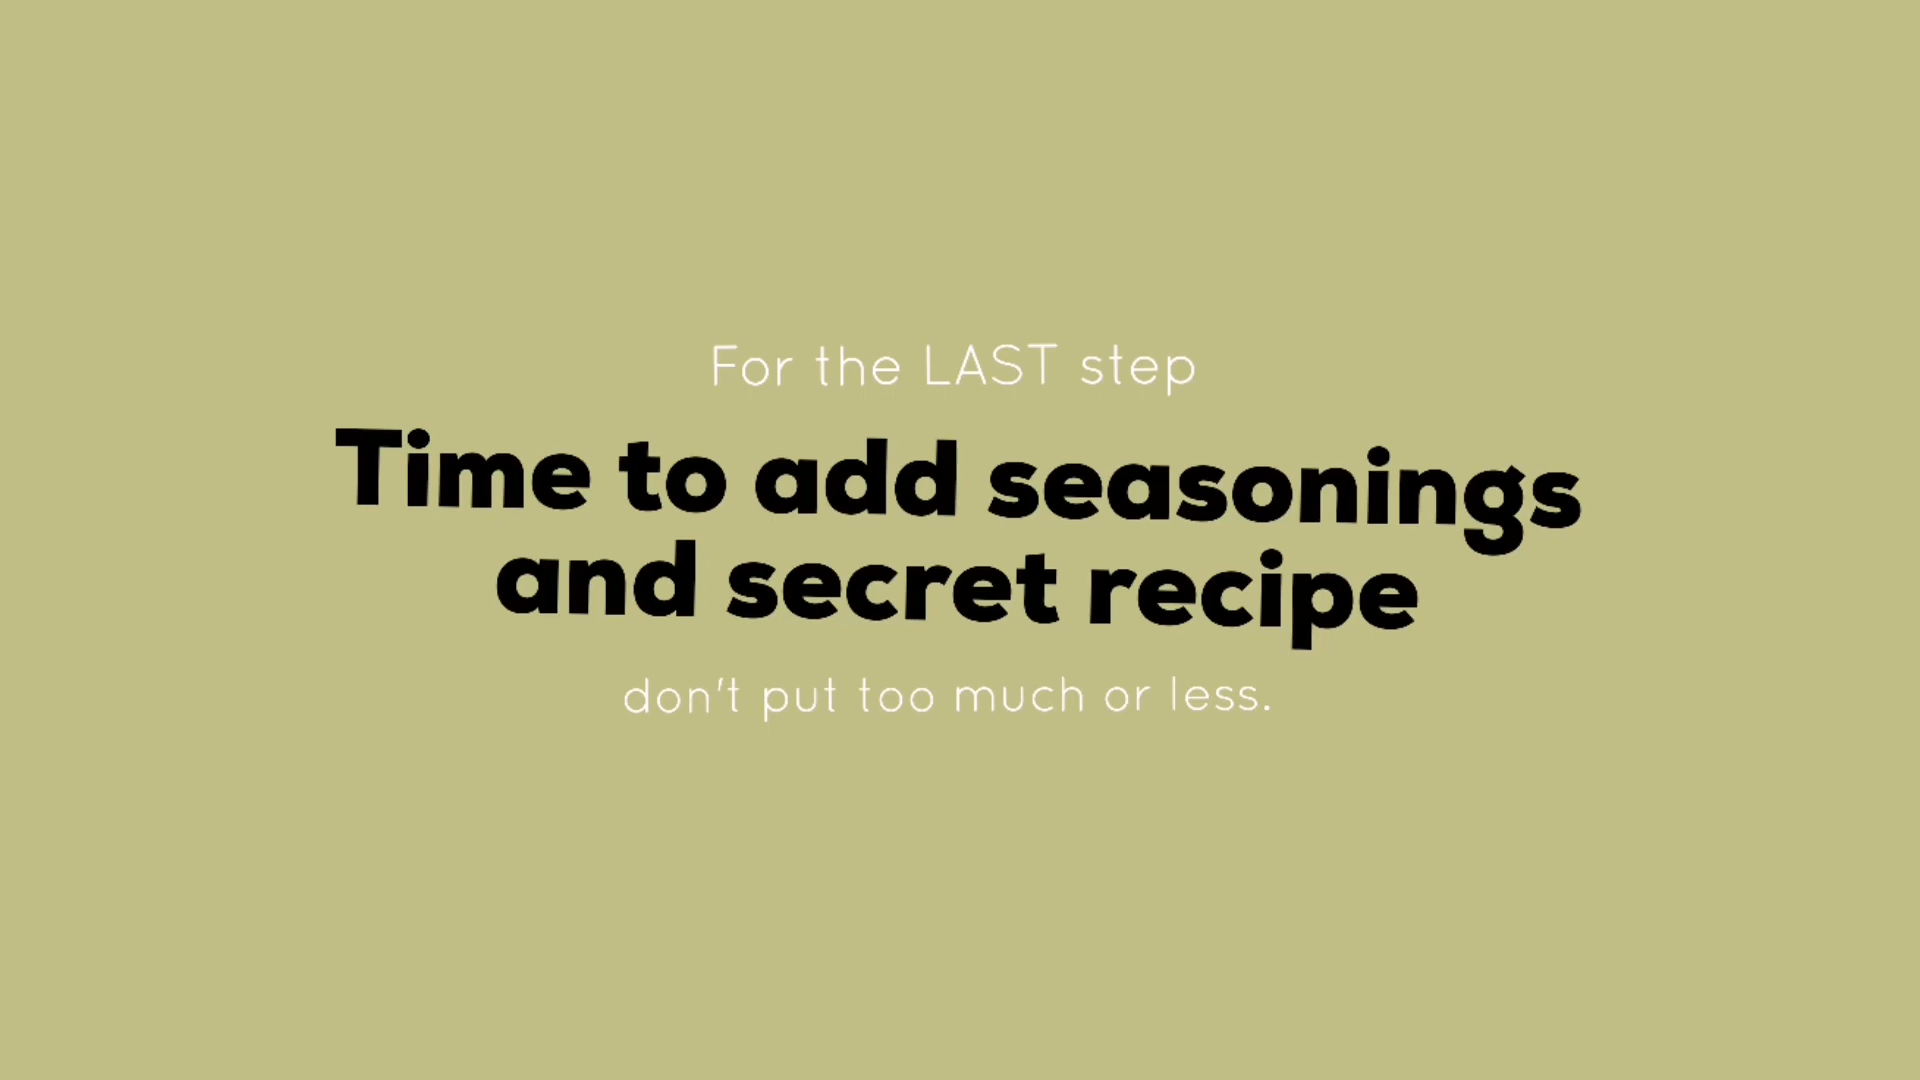 For the LAST step
Time to add seasonings
and secret recipe
don't put too much or less.